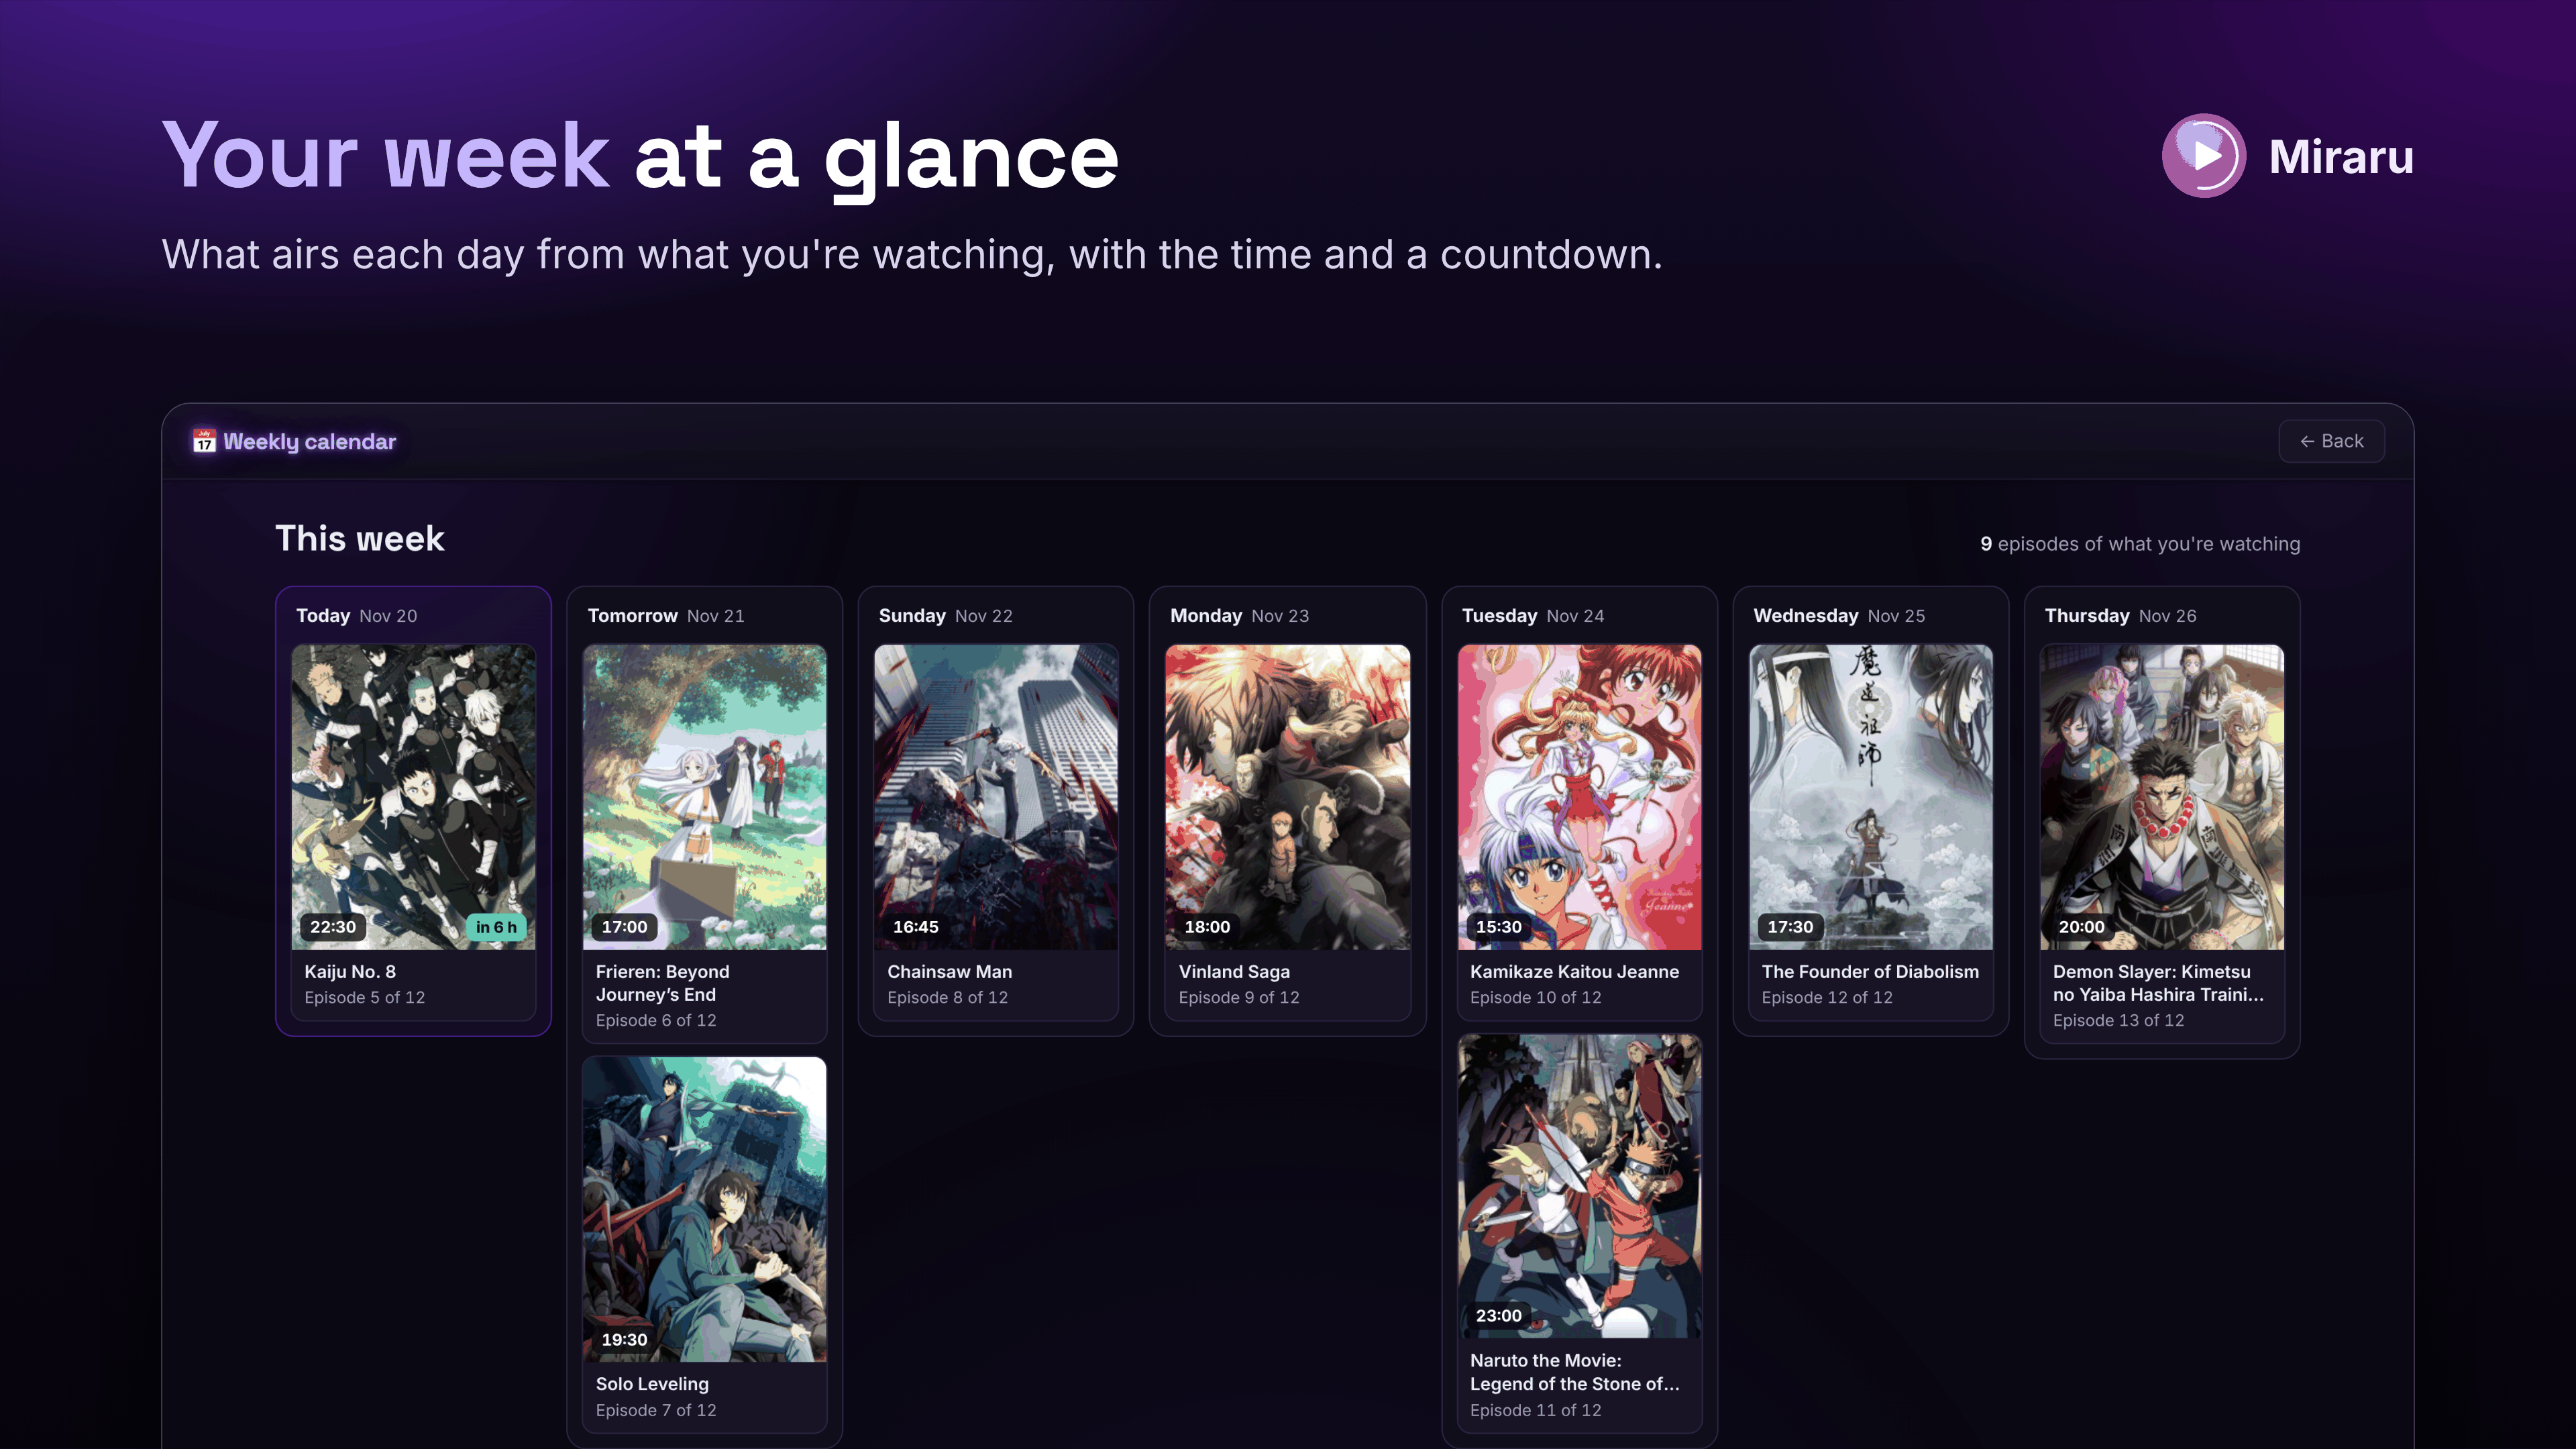 Your week at a glance
Miraru
What airs each day from what you're watching, with the time and a countdown.
July
17
Weekly calendar
← Back
This week
9 episodes of what you're watching
Today Nov 20
22:30
in 6 h
Kaiju No. 8
Episode 5 of 12
Tomorrow Nov 21
17:00
Frieren: Beyond
Journey’s End
Episode 6 of 12
19:30
Solo Leveling
Episode 7 of 12
Sunday Nov 22
16:45
Chainsaw Man
Episode 8 of 12
Monday Nov 23
18:00
Vinland Saga
Episode 9 of 12
Tuesday Nov 24
Jeanne
15:30
Kamikaze Kaitou Jeanne
Episode 10 of 12
23:00
Naruto the Movie:
Legend of the Stone of...
Episode 11 of 12
Wednesday Nov 25
魔道祖师
17:30
The Founder of Diabolism
Episode 12 of 12
Thursday Nov 26
20:00
Demon Slayer: Kimetsu
no Yaiba Hashira Traini...
Episode 13 of 12